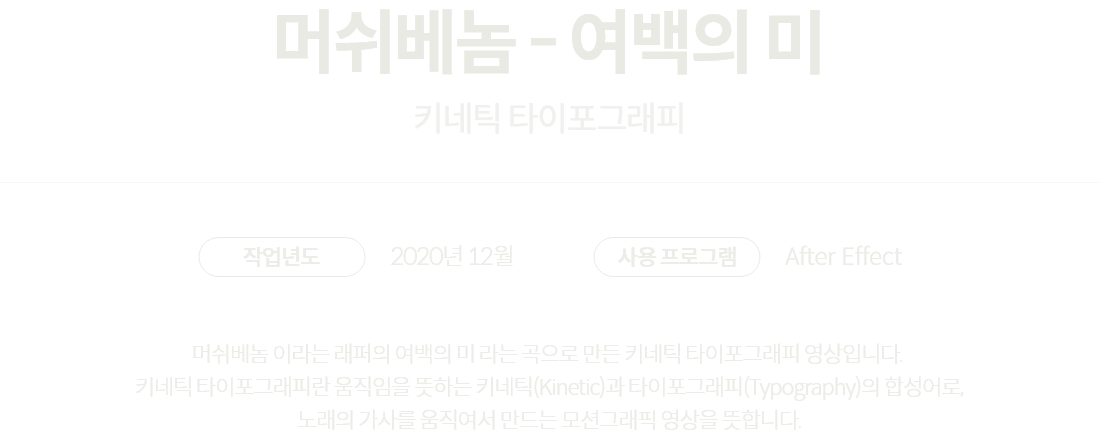 머쉬베놈 - 여백의 미
키네틱 타이포그래피
작업년도 2020년 12월 사용 프로그램 After Effect
머쉬베놈 이라는 래퍼의 여백의 미 라는 곡으로 만든 키네틱 타이포그래피 영상입니다.
키네틱 타이포그래피란 움직임을 뜻하는 키네틱(Kinetic)과 타이포그래피(Typography)의 합성어로,
노래의 가사를 움직여서 만드는 모션그래픽 영상을 뜻합니다.